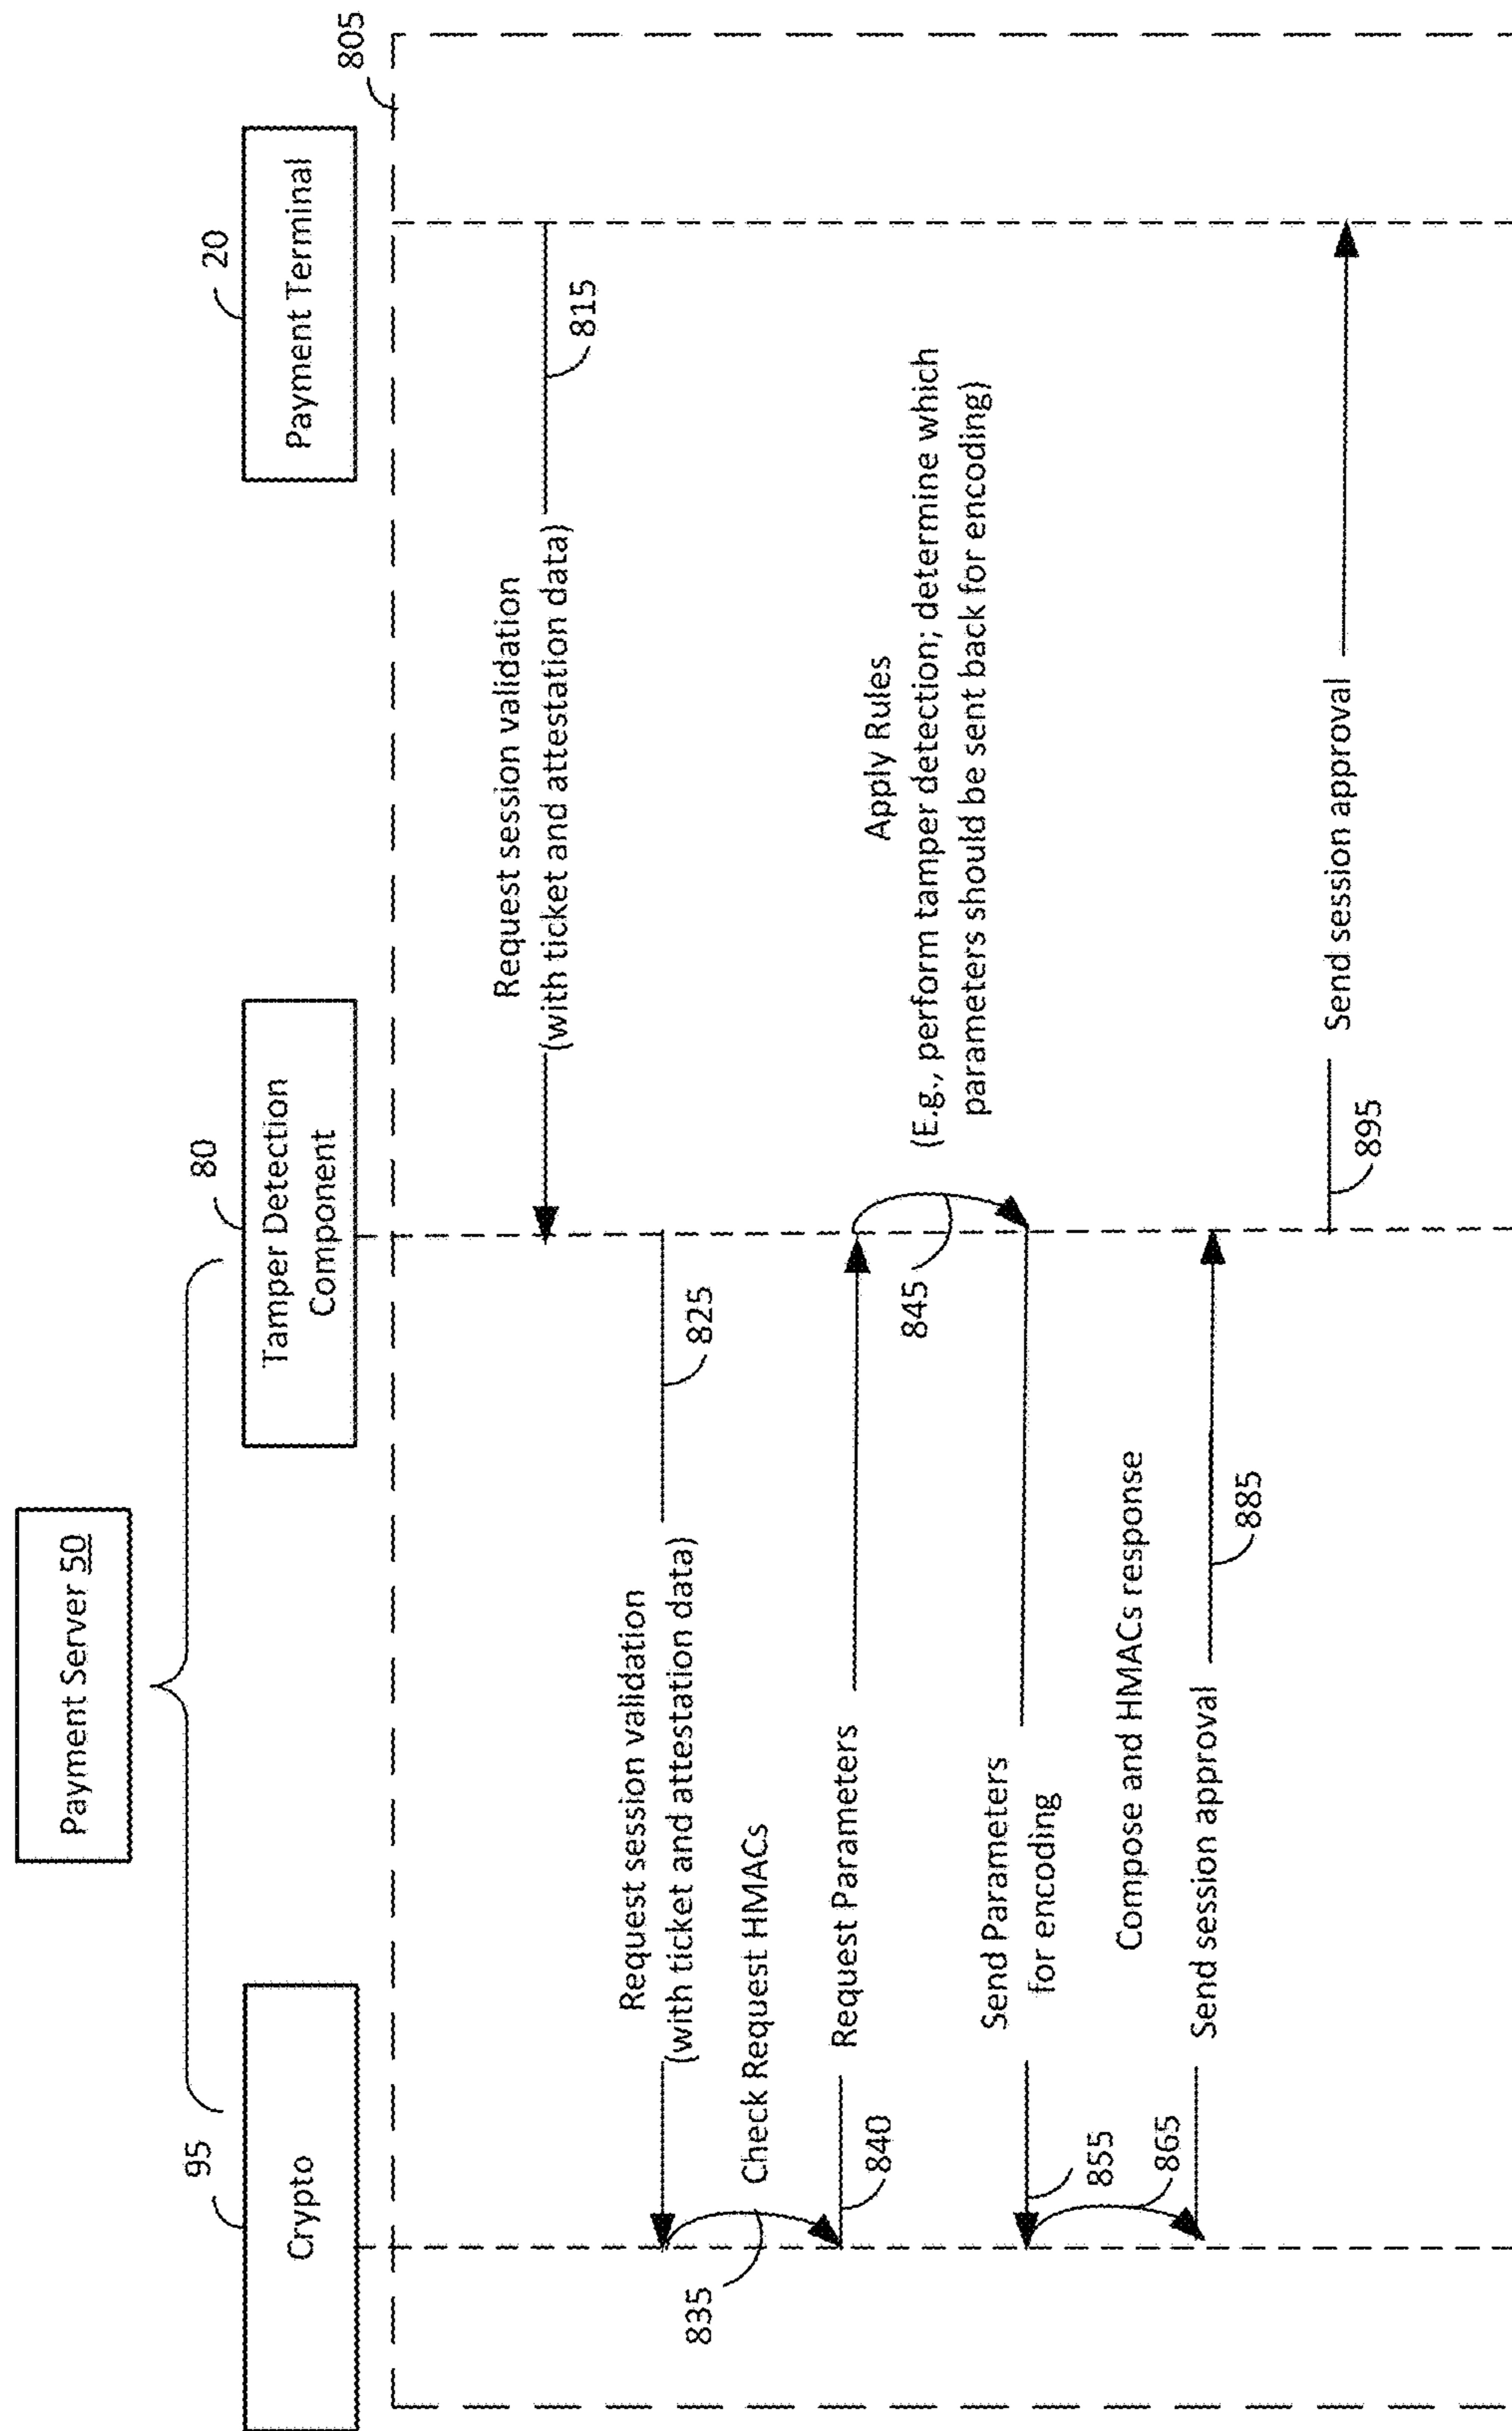 Payment Server 50
95
80
20
Crypto
Tamper Detection
Component
Payment Terminal
805
Request session validation
(with ticket and attestation data)
815
Request session validation
(with ticket and attestation data)
825
835
Check Request HMACs
Request Parameters
840
Apply Rules
(E.g., perform tamper detection; determine which
parameters should be sent back for encoding)
845
Send Parameters
for encoding
855
865
Compose and HMACs response
Send session approval
885
Send session approval
895